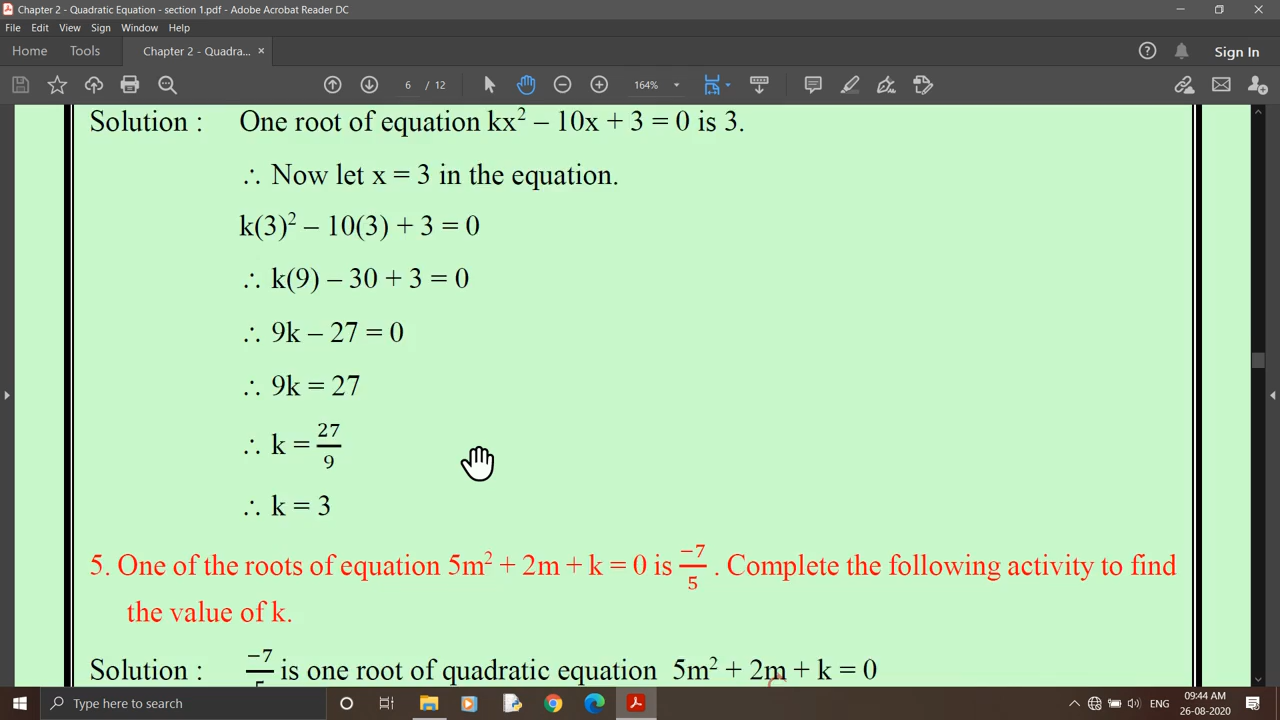 Chapter 2 - Quadratic Equation - section 1.pdf - Adobe Acrobat Reader DC
File Edit View Sign Window Help
Home Tools Chapter 2 - Quadra... × Sign In
6 / 12 164%
Solution : One root of equation kx² – 10x + 3 = 0 is 3.
∴ Now let x = 3 in the equation.
k(3)² – 10(3) + 3 = 0
∴ k(9) – 30 + 3 = 0
∴ 9k – 27 = 0
∴ 9k = 27
∴ k = 27/9
∴ k = 3
5. One of the roots of equation 5m² + 2m + k = 0 is −7/5 . Complete the following activity to find
the value of k.
Solution : −7/5 is one root of quadratic equation 5m² + 2m + k = 0
Type here to search
ENG
09:44 AM
26-08-2020